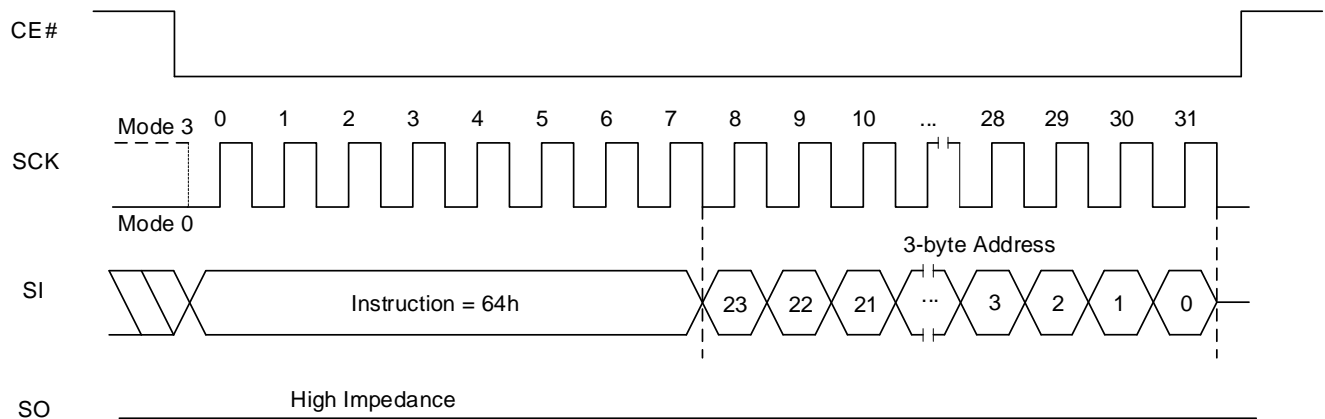 CE#
Mode 3 0 1 2 3 4 5 6 7 8 9 10 ... 28 29 30 31
SCK
Mode 0
3-byte Address
SI Instruction = 64h 23 22 21 ... 3 2 1 0
SO High Impedance